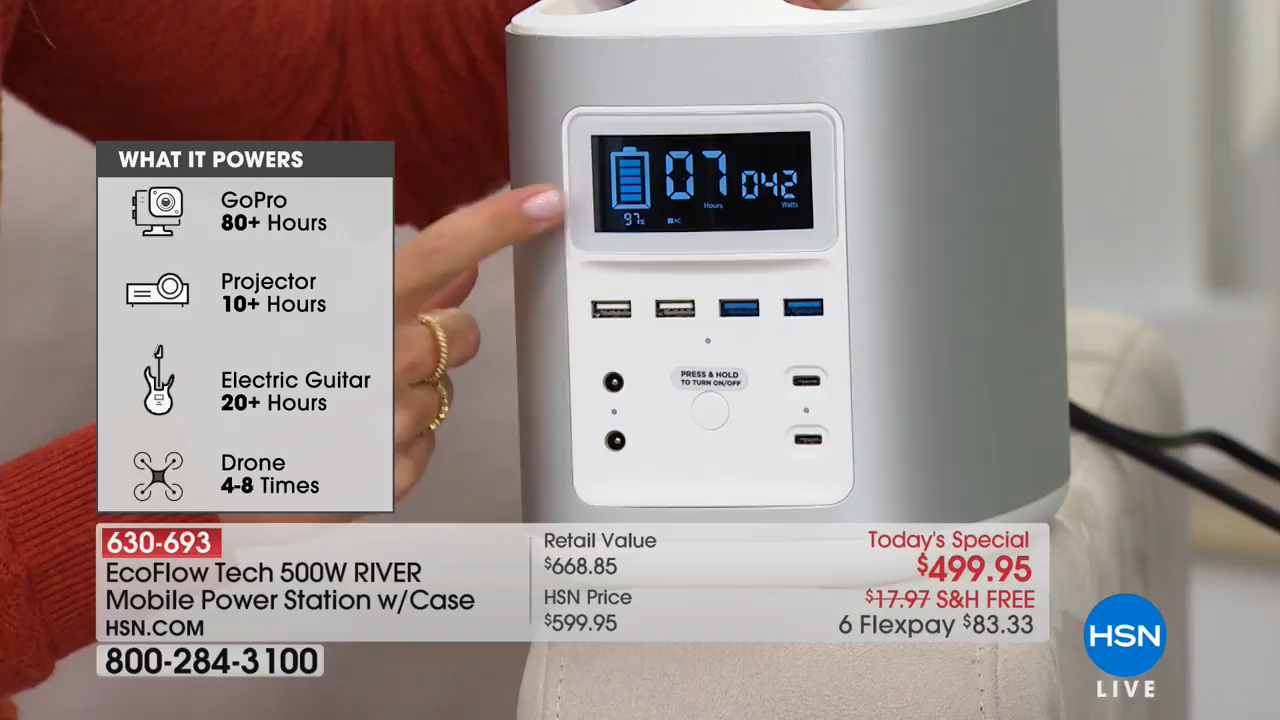 WHAT IT POWERS
GoPro
80+ Hours
Projector
10+ Hours
Electric Guitar
20+ Hours
Drone
4-8 Times
97%
07
Hours
042
Watts
AC
PRESS & HOLD
TO TURN ON/OFF
630-693
EcoFlow Tech 500W RIVER
Mobile Power Station w/Case
HSN.COM
800-284-3100
Retail Value
$668.85
HSN Price
$599.95
Today's Special
$499.95
$17.97 S&H FREE
6 Flexpay $83.33
HSN
LIVE